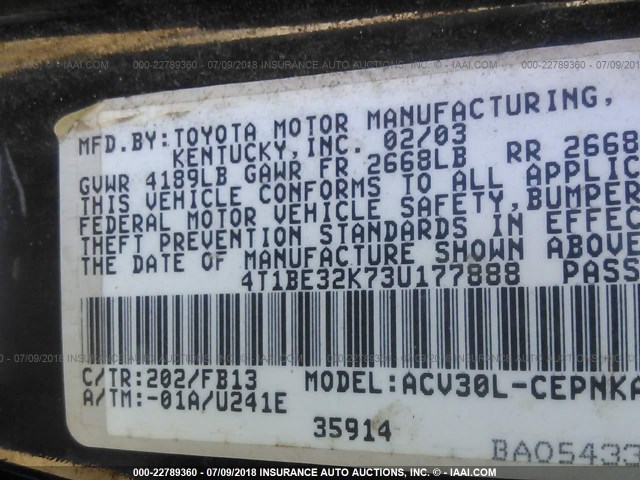 000-22789360 - 07/09/2018 INSURANCE AUTO AUCTIONS, INC. - © - IAAI.COM
MFD.BY:TOYOTA MOTOR MANUFACTURING,
KENTUCKY,INC. 02/03
GVWR 4189LB GAWR FR 2668LB RR 2668
THIS VEHICLE CONFORMS TO ALL APPLIC
FEDERAL MOTOR VEHICLE SAFETY,BUMPER
THEFT PREVENTION STANDARDS IN EFFEC
THE DATE OF MANUFACTURE SHOWN ABOVE
4T1BE32K73U177888 PASS
C/TR:202/FB13 MODEL:ACV30L-CEPNKA
A/TM:-01A/U241E
35914
BA05433
000-22789360 - 07/09/2018 INSURANCE AUTO AUCTIONS, INC. - © - IAAI.COM